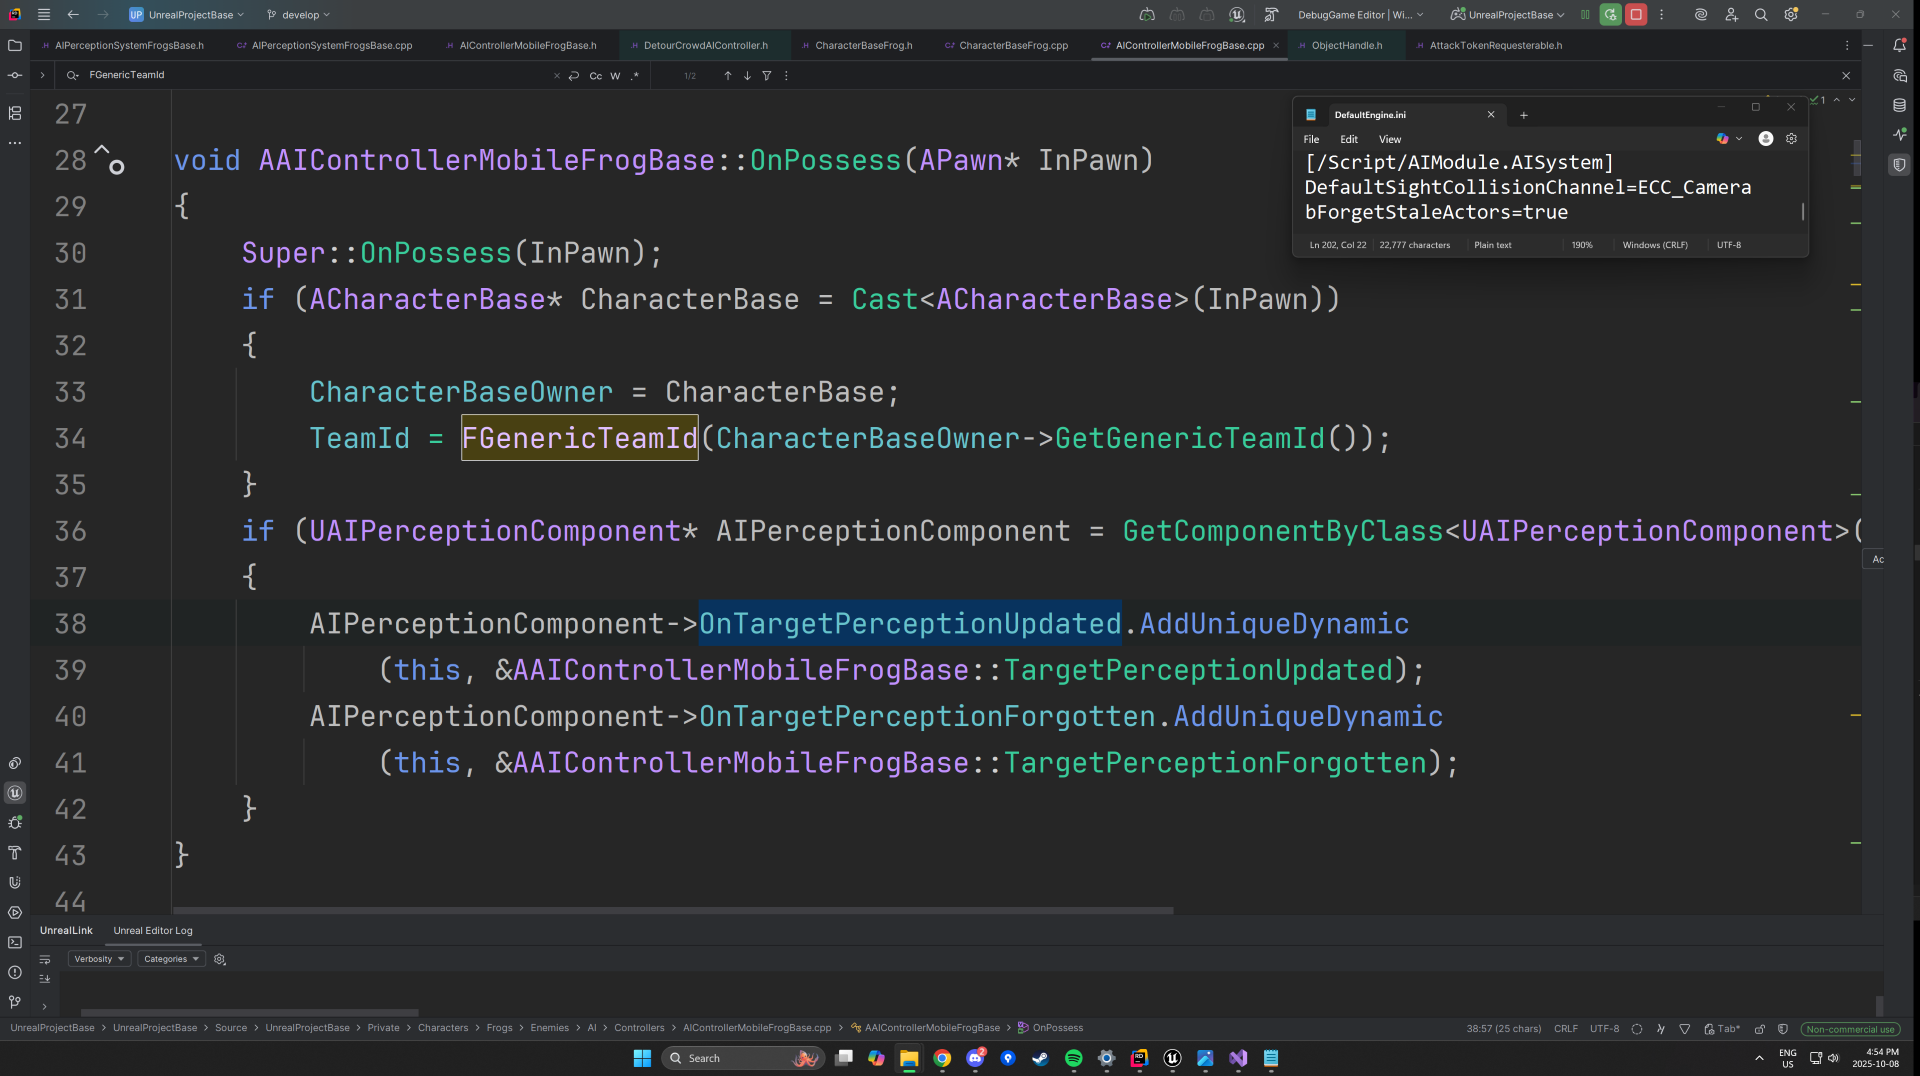 UP UnrealProjectBase develop DebugGame Editor | Wi... UnrealProjectBase
AIPerceptionSystemFrogsBase.h AIPerceptionSystemFrogsBase.cpp AIControllerMobileFrogBase.h DetourCrowdAIController.h CharacterBaseFrog.h CharacterBaseFrog.cpp AIControllerMobileFrogBase.cpp ObjectHandle.h AttackTokenRequesterable.h
FGenericTeamId Cc W .* 1/2
1
DefaultEngine.ini
File Edit View
[/Script/AIModule.AISystem]
DefaultSightCollisionChannel=ECC_Camera
bForgetStaleActors=true
Ln 202, Col 22 22,777 characters Plain text 190% Windows (CRLF) UTF-8
27
28 void AAIControllerMobileFrogBase::OnPossess(APawn* InPawn)
29 {
30 Super::OnPossess(InPawn);
31 if (ACharacterBase* CharacterBase = Cast<ACharacterBase>(InPawn))
32 {
33 CharacterBaseOwner = CharacterBase;
34 TeamId = FGenericTeamId(CharacterBaseOwner->GetGenericTeamId());
35 }
36 if (UAIPerceptionComponent* AIPerceptionComponent = GetComponentByClass<UAIPerceptionComponent>(
37 {
Ac
38 AIPerceptionComponent->OnTargetPerceptionUpdated.AddUniqueDynamic
39 (this, &AAIControllerMobileFrogBase::TargetPerceptionUpdated);
40 AIPerceptionComponent->OnTargetPerceptionForgotten.AddUniqueDynamic
41 (this, &AAIControllerMobileFrogBase::TargetPerceptionForgotten);
42 }
43 }
44
UnrealLink Unreal Editor Log
Verbosity Categories
UnrealProjectBase > UnrealProjectBase > Source > UnrealProjectBase > Private > Characters > Frogs > Enemies > AI > Controllers > AIControllerMobileFrogBase.cpp > AAIControllerMobileFrogBase > OnPossess 38:57 (25 chars) CRLF UTF-8 Tab* Non-commercial use
Search 2 RD ENG US 4:54 PM 2025-10-08